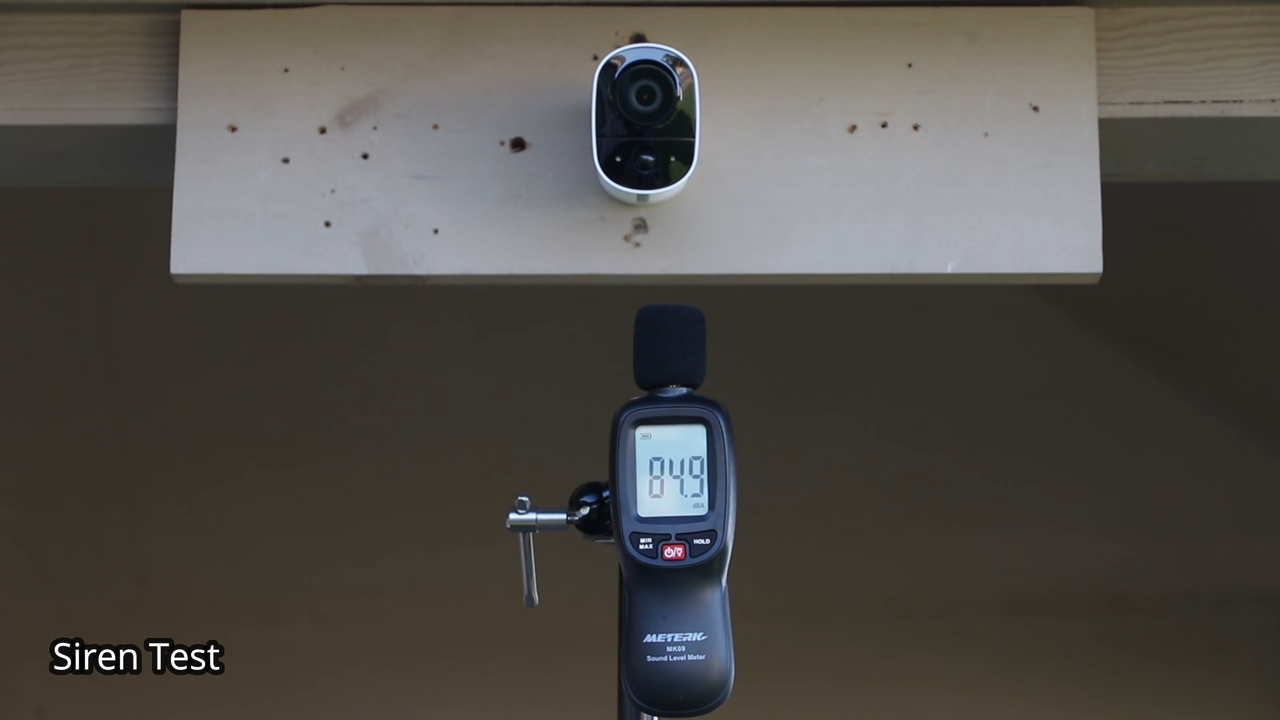 84.9
dBA
MIN
MAX
HOLD
METERK
MK09
Sound Level Meter
Siren Test